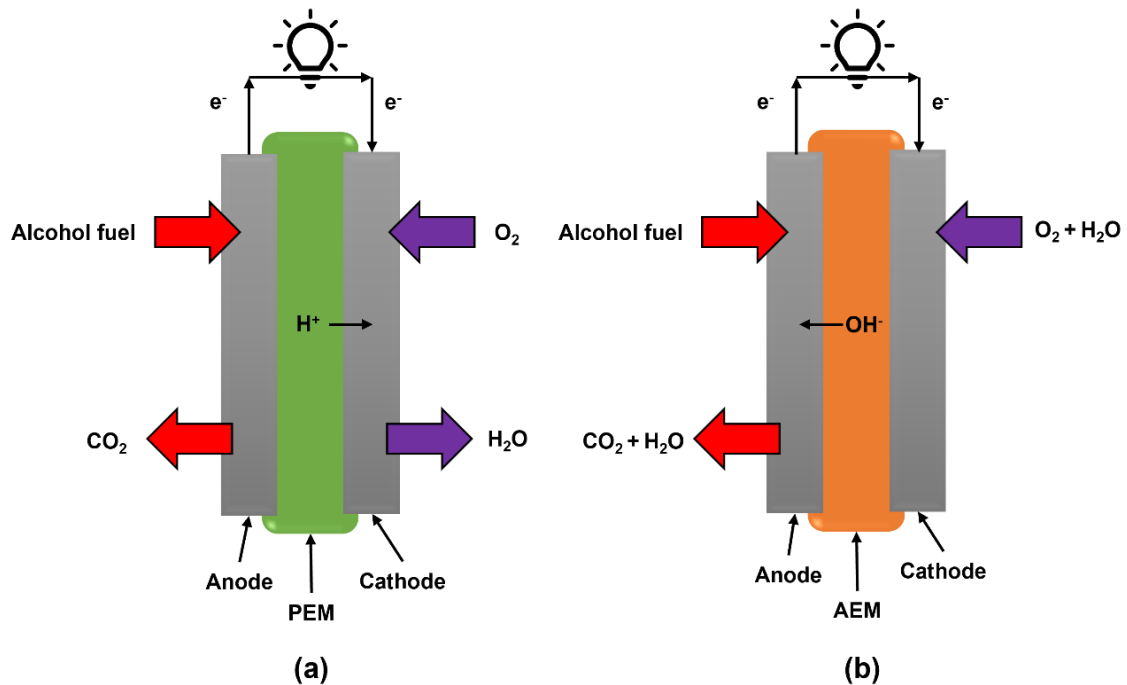 e⁻ e⁻
Alcohol fuel
O₂
H⁺
CO₂
H₂O
Anode
Cathode
PEM
(a)
e⁻ e⁻
Alcohol fuel
O₂ + H₂O
OH⁻
CO₂ + H₂O
Anode
Cathode
AEM
(b)